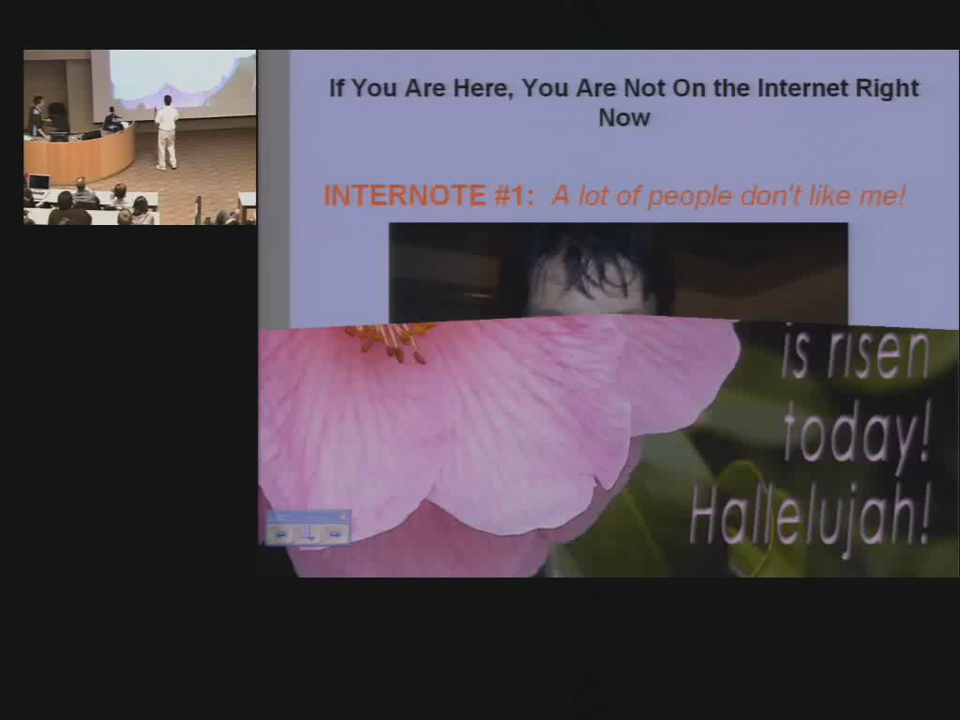 If You Are Here, You Are Not On the Internet Right
Now
INTERNOTE #1: A lot of people don't like me!
is risen
today!
Hallelujah!